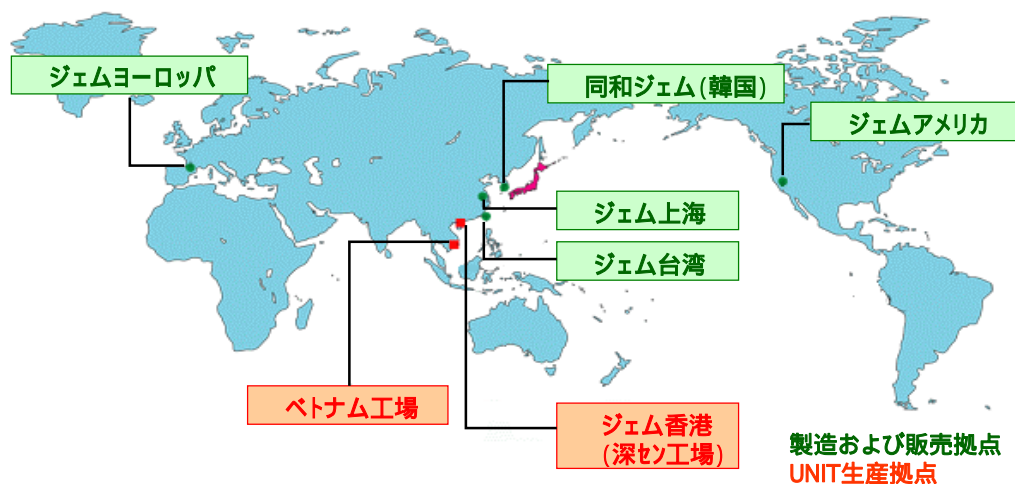 ジェムヨーロッパ
同和ジェム(韓国)
ジェムアメリカ
ジェム上海
ジェム台湾
ベトナム工場
ジェム香港
(深セン工場)
製造および販売拠点
UNIT生産拠点